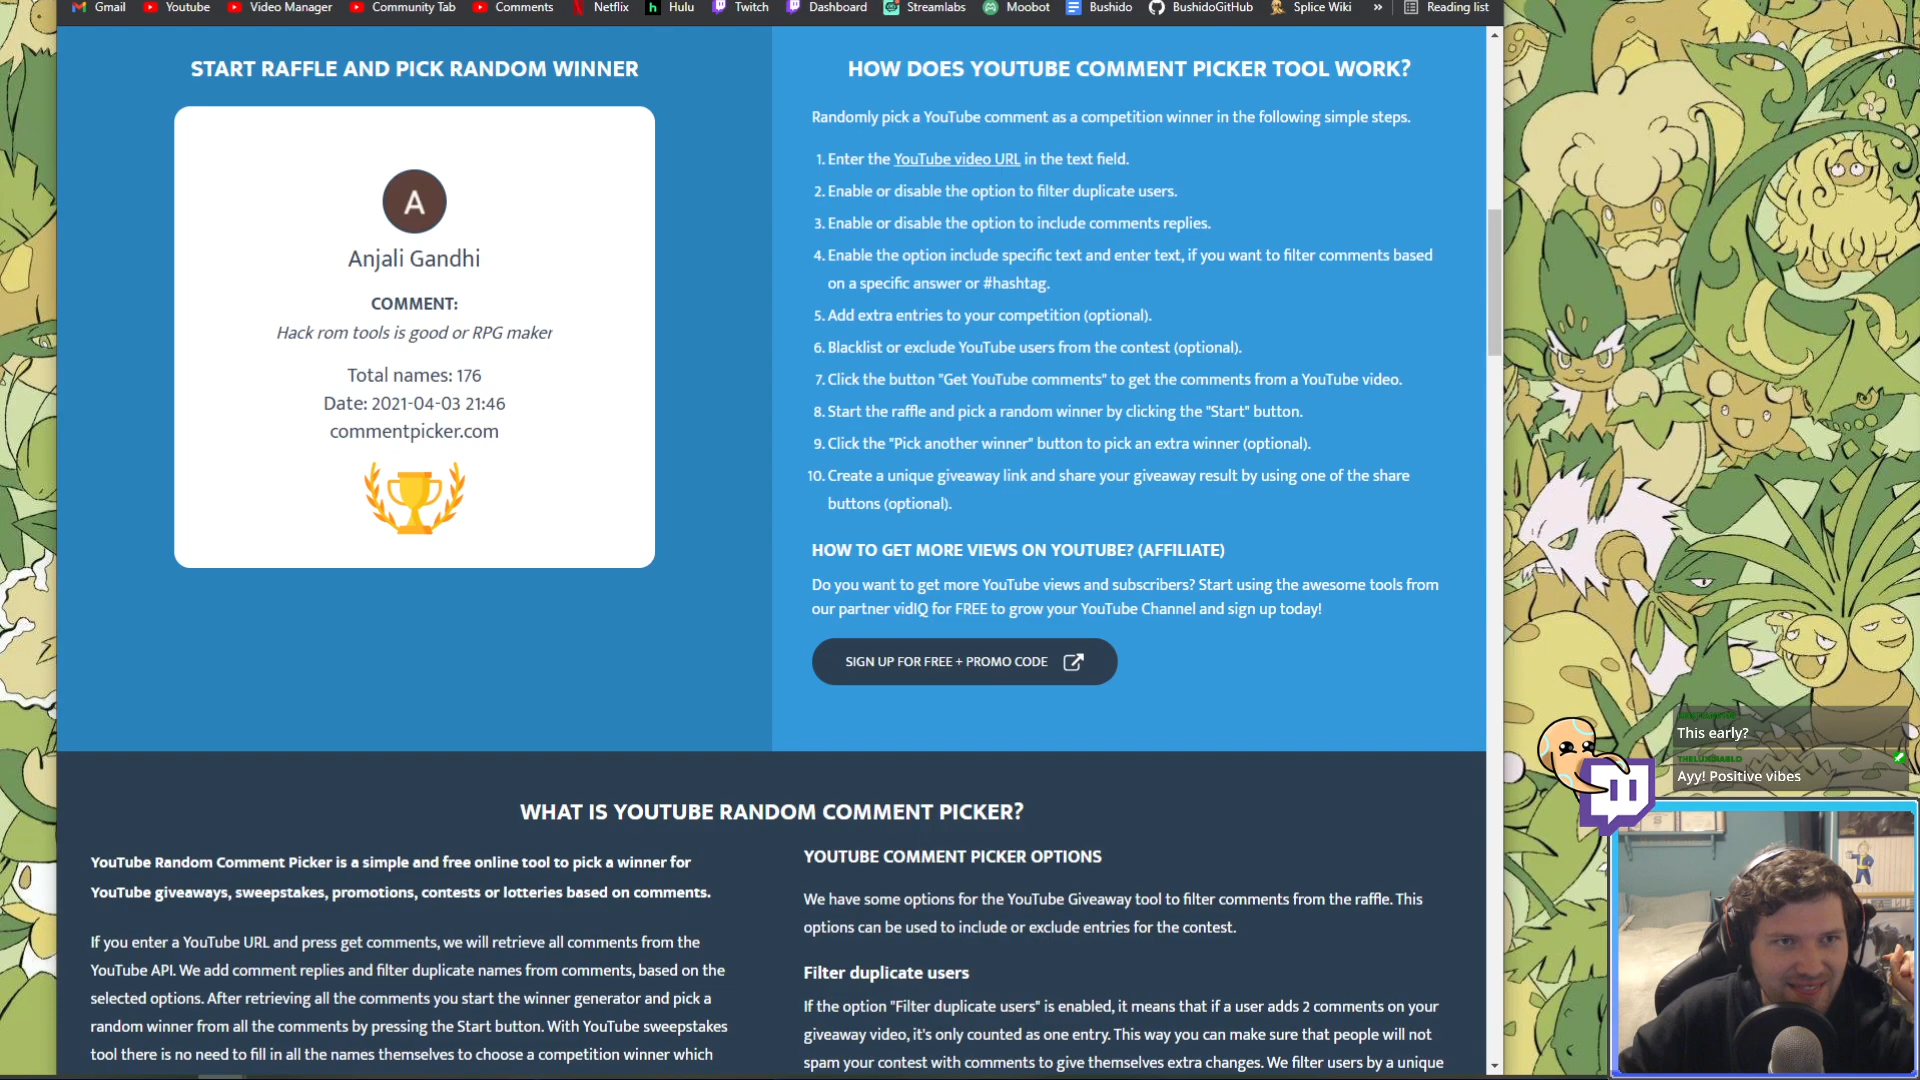 Gmail Youtube Video Manager Community Tab Comments Netflix Hulu Twitch Dashboard Streamlabs Moobot Bushido BushidoGitHub Splice Wiki » Reading list
START RAFFLE AND PICK RANDOM WINNER
A
Anjali Gandhi
COMMENT:
Hack rom tools is good or RPG maker
Total names: 176
Date: 2021-04-03 21:46
commentpicker.com
HOW DOES YOUTUBE COMMENT PICKER TOOL WORK?
Randomly pick a YouTube comment as a competition winner in the following simple steps.
1. Enter the YouTube video URL in the text field.
2. Enable or disable the option to filter duplicate users.
3. Enable or disable the option to include comments replies.
4. Enable the option include specific text and enter text, if you want to filter comments based
on a specific answer or #hashtag.
5. Add extra entries to your competition (optional).
6. Blacklist or exclude YouTube users from the contest (optional).
7. Click the button "Get YouTube comments" to get the comments from a YouTube video.
8. Start the raffle and pick a random winner by clicking the "Start" button.
9. Click the "Pick another winner" button to pick an extra winner (optional).
10. Create a unique giveaway link and share your giveaway result by using one of the share
buttons (optional).
HOW TO GET MORE VIEWS ON YOUTUBE? (AFFILIATE)
Do you want to get more YouTube views and subscribers? Start using the awesome tools from
our partner vidIQ for FREE to grow your YouTube Channel and sign up today!
SIGN UP FOR FREE + PROMO CODE
This early?
THELUXDIABLO
Ayy! Positive vibes
WHAT IS YOUTUBE RANDOM COMMENT PICKER?
YouTube Random Comment Picker is a simple and free online tool to pick a winner for
YouTube giveaways, sweepstakes, promotions, contests or lotteries based on comments.
If you enter a YouTube URL and press get comments, we will retrieve all comments from the
YouTube API. We add comment replies and filter duplicate names from comments, based on the
selected options. After retrieving all the comments you start the winner generator and pick a
random winner from all the comments by pressing the Start button. With YouTube sweepstakes
tool there is no need to fill in all the names themselves to choose a competition winner which
YOUTUBE COMMENT PICKER OPTIONS
We have some options for the YouTube Giveaway tool to filter comments from the raffle. This
options can be used to include or exclude entries for the contest.
Filter duplicate users
If the option "Filter duplicate users" is enabled, it means that if a user adds 2 comments on your
giveaway video, it's only counted as one entry. This way you can make sure that people will not
spam your contest with comments to give themselves extra changes. We filter users by a unique